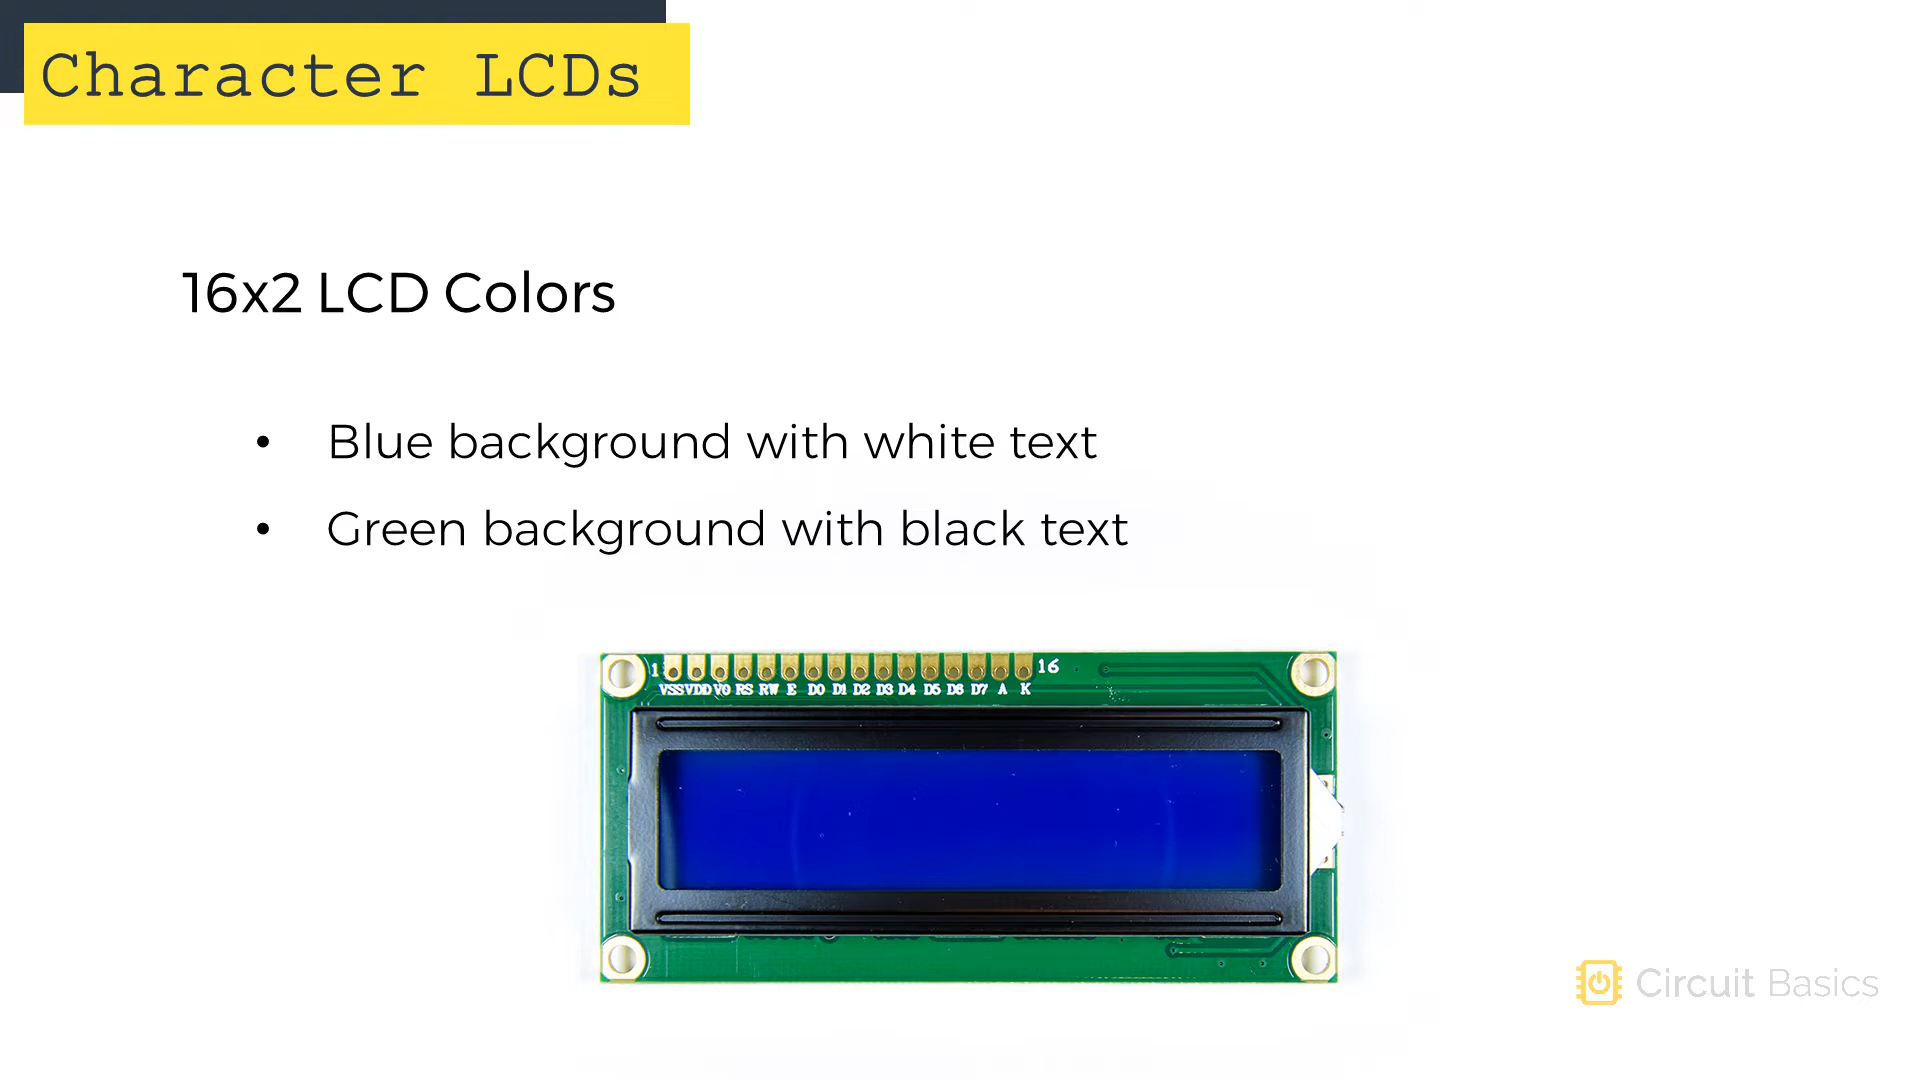 Character LCDs
16x2 LCD Colors
• Blue background with white text
• Green background with black text
1 16
VSS VDD V0 RS RW E D0 D1 D2 D3 D4 D5 D6 D7 A K
Circuit Basics